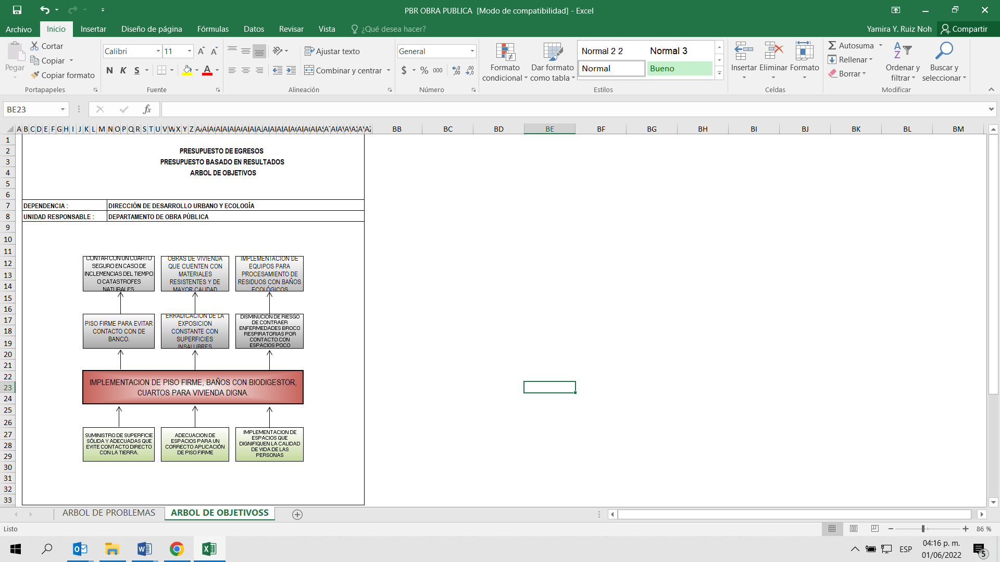 PBR OBRA PUBLICA [Modo de compatibilidad] - Excel
Archivo Inicio Insertar Diseño de página Fórmulas Datos Revisar Vista ¿Qué desea hacer? Yamira Y. Ruiz Noh Compartir
Pegar
Cortar
Copiar
Copiar formato
Portapapeles
Calibri 11
N K S
Fuente
Ajustar texto
Combinar y centrar
Alineación
General
$ % 000
Número
Formato condicional
Dar formato como tabla
Normal 2 2 Normal 3
Normal Bueno
Estilos
Insertar Eliminar Formato
Celdas
Autosuma
Rellenar
Borrar
Ordenar y filtrar
Buscar y seleccionar
Modificar
BE23
fx
A B C D E F G H I J K L M N O P Q R S T U V W X Y Z BB BC BD BE BF BG BH BI BJ BK BL BM
1
2 PRESUPUESTO DE EGRESOS
3 PRESUPUESTO BASADO EN RESULTADOS
4 ARBOL DE OBJETIVOS
5
6
7 DEPENDENCIA : DIRECCIÓN DE DESARROLLO URBANO Y ECOLOGÍA
8 UNIDAD RESPONSABLE : DEPARTAMENTO DE OBRA PÚBLICA
9
10
11
12
13
14
15
16
17
18
19
20
21
22
23
24
25
26
27
28
29
30
31
32
33
CONTAR CON UN CUARTO
SEGURO EN CASO DE
INCLEMENCIAS DEL TIEMPO
O CATASTROFES
NATURALES
OBRAS DE VIVIENDA
QUE CUENTEN CON
MATERIALES
RESISTENTES Y DE
MAYOR CALIDAD
IMPLEMENTACION DE
EQUIPOS PARA
PROCESAMIENTO DE
RESIDUOS CON BAÑOS
ECOLÓGICOS
PISO FIRME PARA EVITAR
CONTACTO CON DE
BANCO.
ERRADICACION DE LA
EXPOSICION
CONSTANTE CON
SUPERFICIES
INSALUBRES
DISMINUCION DE RIESGO
DE CONTRAER
ENFERMEDADES BROCO
RESPIRATORIAS POR
CONTACTO CON
ESPACIOS POCO
IMPLEMENTACION DE PISO FIRME, BAÑOS CON BIODIGESTOR,
CUARTOS PARA VIVIENDA DIGNA.
SUMINISTRO DE SUPERFICIE
SÓLIDA Y ADECUADAS QUE
EVITE CONTACTO DIRECTO
CON LA TIERRA.
ADECUACION DE
ESPACIOS PARA UN
CORRECTO APLICACIÓN
DE PISO FIRME
IMPLEMENTACION DE
ESPACIOS QUE
DIGNIFIQUEN LA CALIDAD
DE VIDA DE LAS
PERSONAS
ARBOL DE PROBLEMAS ARBOL DE OBJETIVOSS
Listo
86 %
ESP
04:16 p. m.
01/06/2022
5